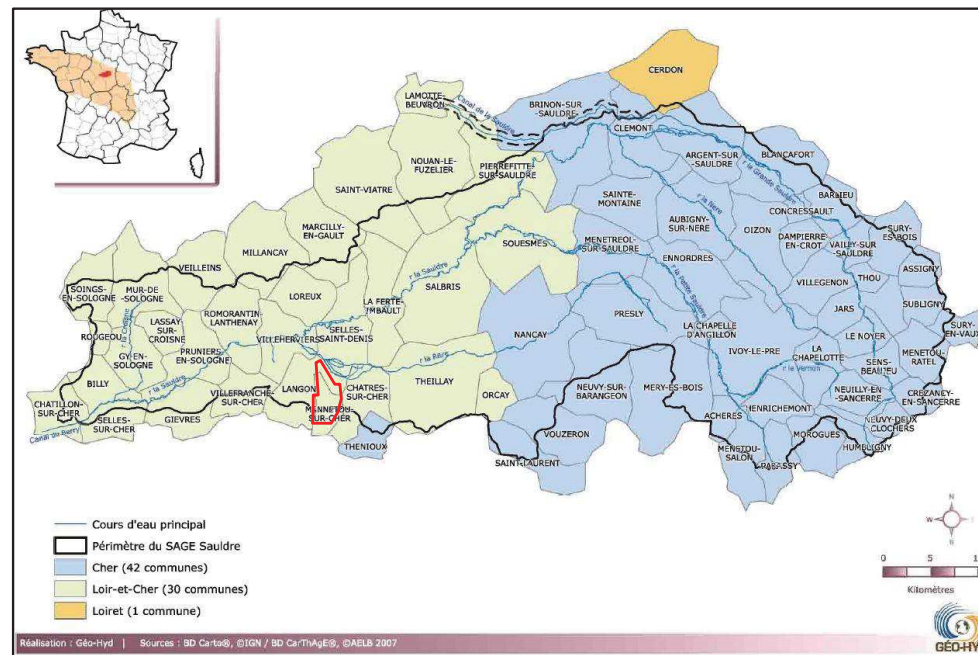 CERDON
LAMOTTE-
BEUVRON
Canal de la Sauldre
BRINON-SUR
-SAULDRE-
CLEMONT
NOUAN-LE-
FUZELIER
PIERREFITTE-
SUR-SAULDRE
ARGENT-SUR
-SAULDRE
BLANCAFORT
r la Grande Sauldre
SAINT-VIATRE
SAINTE-
MONTAINE
r la Nère
BARLIEU
CONCRESSAULT
MARCILLY-
EN-GAULT
AUBIGNY-
SUR-NERE
OIZON
DAMPIERRE-
EN-CROT
VAILLY-SUR
-SAULDRE
SURY-
ES-BOIS
MILLANCAY
r la Sauldre
SOUESMES
MENETREOL-SUR
-SAULDRE
ENNORDRES
VEILLEINS
r la Petite Sauldre
THOU
ASSIGNY
SOINGS-
EN-SOLOGNE
MUR-DE
-SOLOGNE
LOREUX
LA FERTE-
IMBAULT
SALBRIS
VILLEGENON
SUBLIGNY
ROUGEOU
LASSAY
SUR-
CROISNE
ROMORANTIN-
LANTHENAY
SELLES-
SAINT-DENIS
PRESLY
JARS
SURY-
EN-VAUX
VILLEHERVIERS
NANCAY
LA CHAPELLE
D'ANGILLON
LE NOYER
GY-EN
-SOLOGNE
PRUNIERS
EN-SOLOGNE
r la Rère
IVOY-LE-PRE
LA
CHAPELOTTE
SENS-
BEAUJEU
MENETOU-
RATEL
BILLY
r la Sauldre
LANGON
CHATRES-
SUR-CHER
THEILLAY
r le Vernon
CHATILLON-
SUR-CHER
VILLEFRANCHE-
SUR-CHER
ORCAY
NEUVY-SUR-
BARANGEON
MERY-ES-BOIS
NEUILLY-EN
-SANCERRE
CREZANCY-
EN-SANCERRE
SELLES-
SUR-CHER
GIEVRES
MENNETOU-
SUR-CHER
ACHERES
HENRICHEMONT
NEUVY-DEUX
CLOCHERS
Canal du Berry
THENIOUX
VOUZERON
MENETOU-
SALON
MOROGUES
HUMBLIGNY
SAINT-LAURENT
PARASSY
Cours d'eau principal
Périmètre du SAGE Sauldre
Cher (42 communes)
Loir-et-Cher (30 communes)
Loiret (1 commune)
0 5
Kilomètres
Réalisation : Géo-Hyd | Sources : BD Carto®, ©IGN / BD CarThAgE®, ©AELB 2007